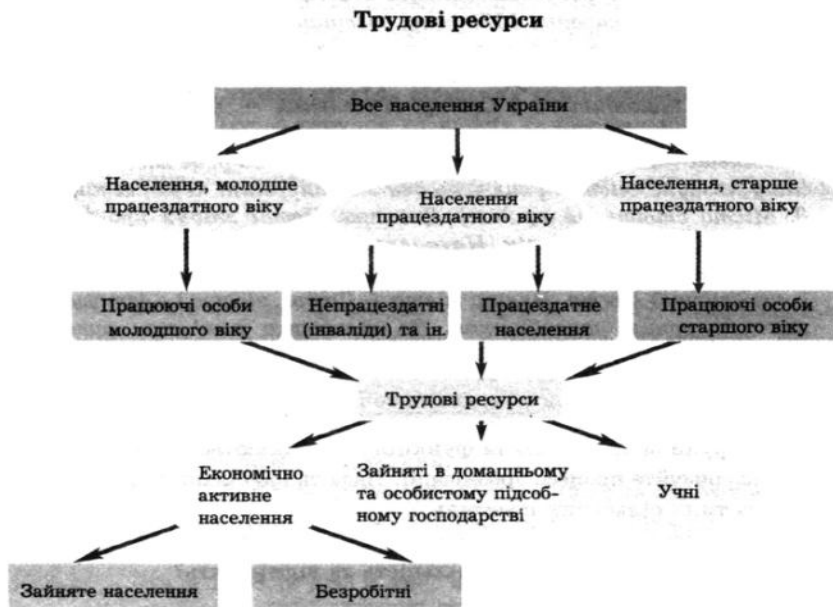 Трудові ресурси
Все населення України
Населення, молодше
працездатного віку
Населення
працездатного віку
Населення, старше
працездатного віку
Працюючі особи
молодшого віку
Непрацездатні
(інваліди) та ін.
Працездатне
населення
Працюючі особи
старшого віку
Трудові ресурси
Економічно
активне
населення
Зайняті в домашньому
та особистому підсоб-
ному господарстві
Учні
Зайняте населення
Безробітні